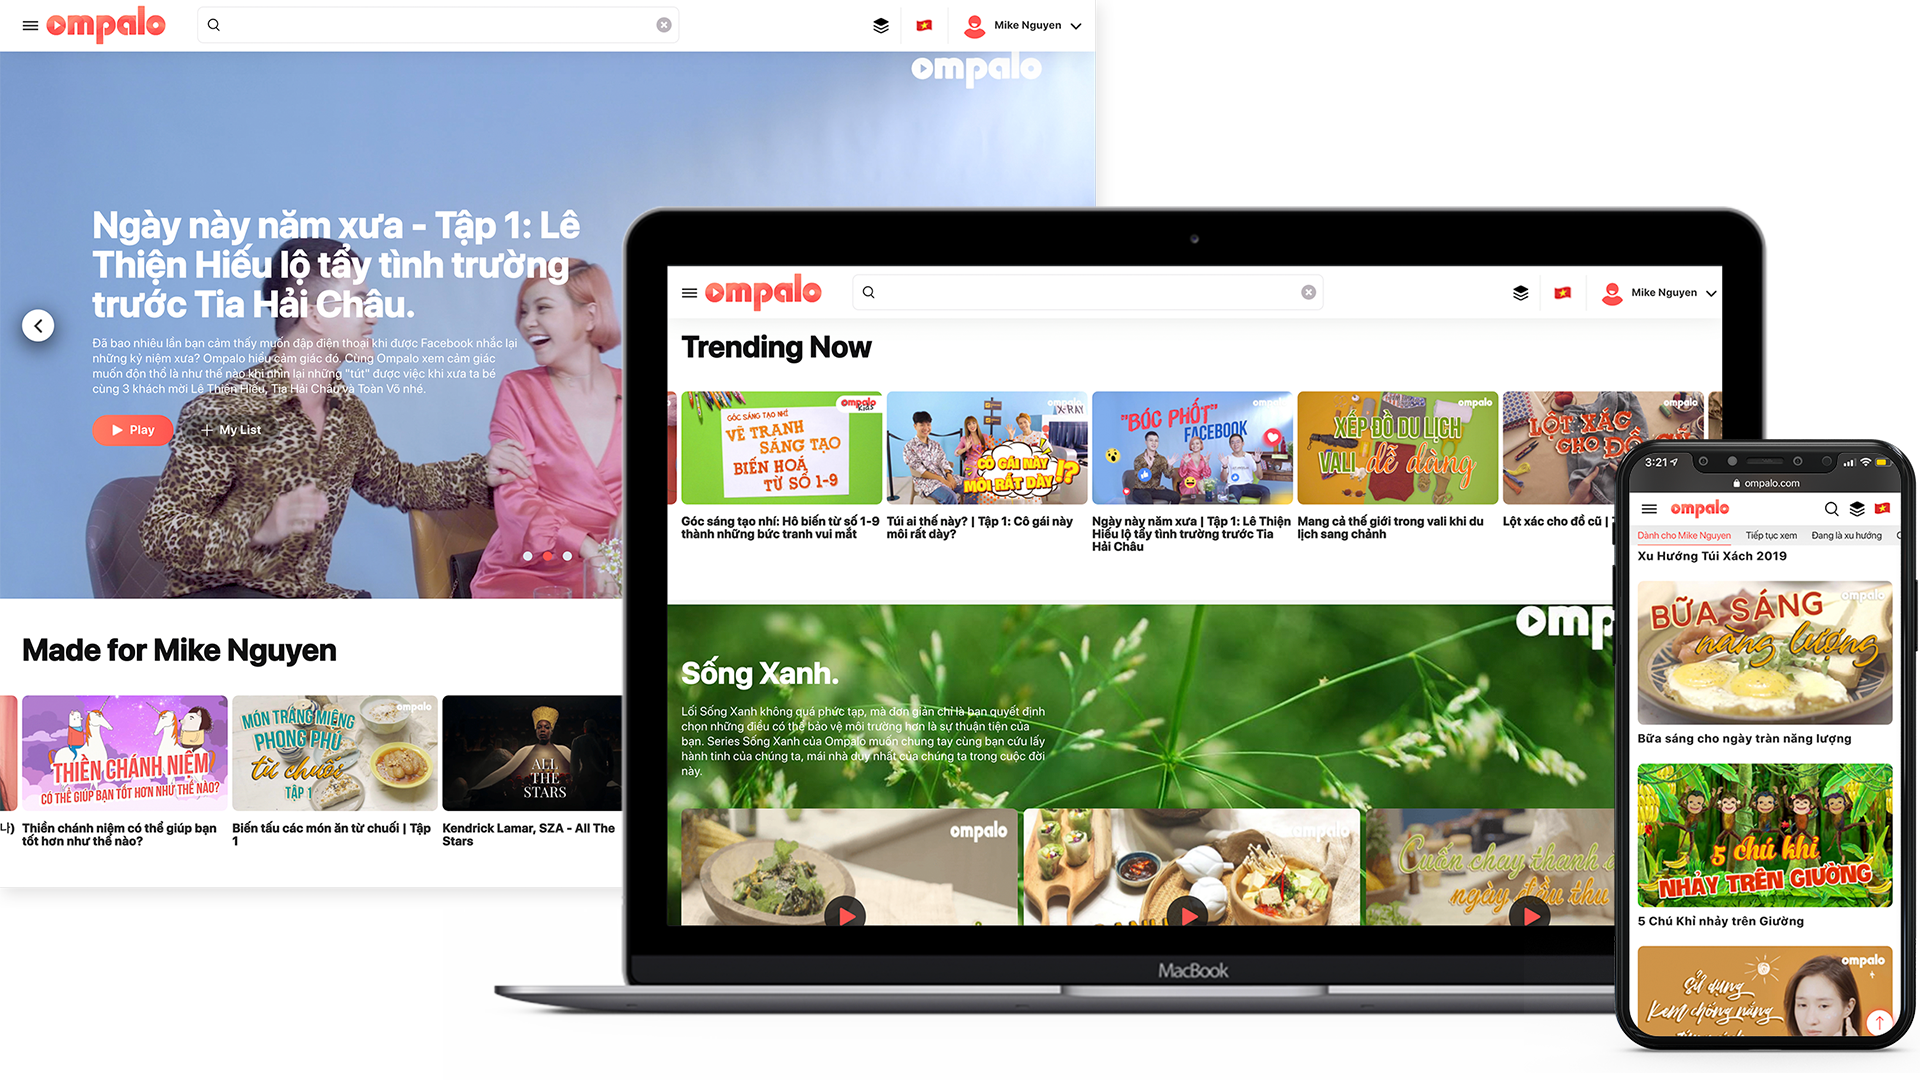 ompalo
Mike Nguyen
ompalo
Ngày này năm xưa - Tập 1: Lê
Thiện Hiếu lộ tẩy tình trường
trước Tia Hải Châu.
Đã bao nhiêu lần bạn cảm thấy muốn đập điện thoại khi được Facebook nhắc lại
những kỷ niệm xưa? Ompalo hiểu cảm giác đó. Cùng Ompalo xem cảm giác
muốn độn thổ là như thế nào khi nhìn lại những "tút" được việc khi xưa ta bé
cùng 3 khách mời Lê Thiện Hiếu, Tia Hải Châu và Toàn Võ nhé.
Play
My List
Made for Mike Nguyen
THIỀN CHÁNH NIỆM
CÓ THỂ GIÚP BẠN TỐT HƠN NHƯ THẾ NÀO?
ompalo
MÓN TRÁNG MIỆNG
PHONG PHÚ
từ chuối
TẬP 1
ALL
THE
STARS
나)
Thiền chánh niệm có thể giúp bạn
tốt hơn như thế nào?
Biến tấu các món ăn từ chuối | Tập
1
Kendrick Lamar, SZA - All The
Stars
ompalo
Mike Nguyen
Trending Now
ompalo
Kids
GÓC SÁNG TẠO NHÍ
VẼ TRANH
SÁNG TẠO
BIẾN HOÁ
TỪ SỐ 1-9
ompalo
X-RAY
CÔ GÁI NÀY
MÔI RẤT DÀY
!?
"BÓC PHỐT"
FACEBOOK
ompalo
XẾP ĐỒ DU LỊCH
VALI dễ dàng
ompalo
LỘT XÁC
CHO ĐỒ CŨ
Góc sáng tạo nhí: Hô biến từ số 1-9
thành những bức tranh vui mắt
Túi ai thế này? | Tập 1: Cô gái này
môi rất dày?
Ngày này năm xưa | Tập 1: Lê Thiện
Hiếu lộ tẩy tình trường trước Tia
Hải Châu
Mang cả thế giới trong vali khi du
lịch sang chảnh
Lột xác cho đồ cũ |
omp
Sống Xanh.
Lối Sống Xanh không quá phức tạp, mà đơn giản chỉ là bạn quyết định
chọn những điều có thể bảo vệ môi trường hơn là sự thuận tiện của
bạn. Series Sống Xanh của Ompalo muốn chung tay cùng bạn cứu lấy
hành tinh của chúng ta, mái nhà duy nhất của chúng ta trong cuộc đời
này.
ompalo
ompalo
Cuốn chay thanh
ngày đầu thu
MacBook
3:21
ompalo.com
ompalo
Dành cho Mike Nguyen
Tiếp tục xem
Đang là xu hướng
Xu Hướng Túi Xách 2019
ompalo
BỮA SÁNG
năng lượng
Bữa sáng cho ngày tràn năng lượng
5 chú khỉ
NHẢY TRÊN GIƯỜNG
5 Chú Khỉ nhảy trên Giường
ompalo
Sử dụng
Kem chống nắng